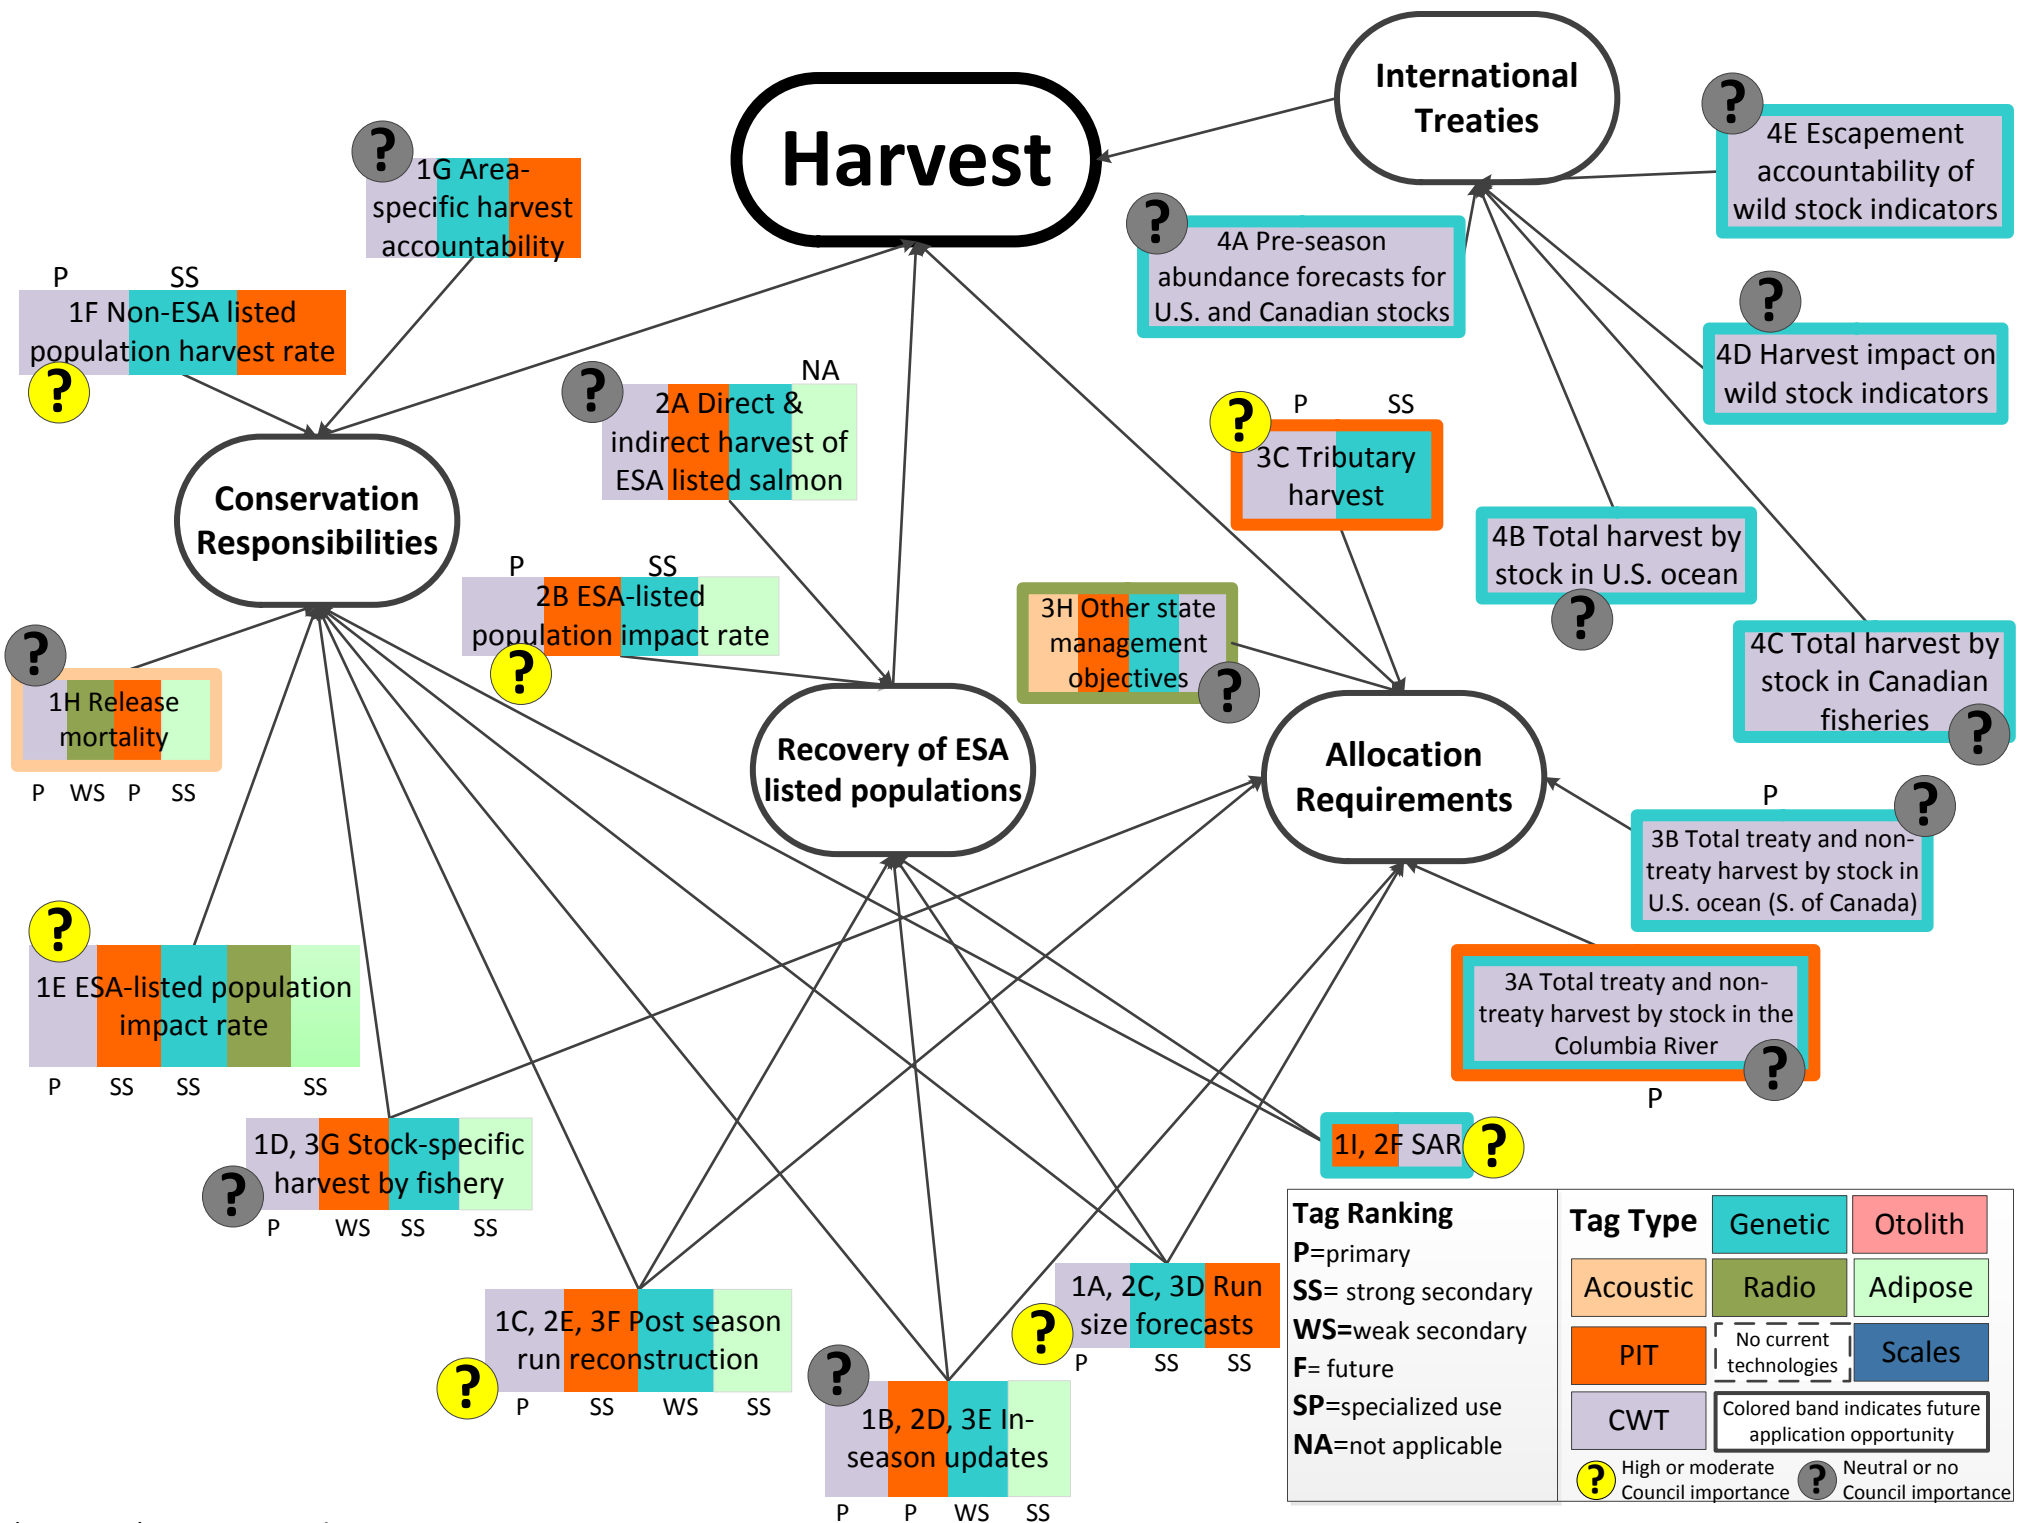 Harvest
International
Treaties
?
4E Escapement
accountability of
wild stock indicators
?
1G Area-
specific harvest
accountability
?
4A Pre-season
abundance forecasts for
U.S. and Canadian stocks
P SS
1F Non-ESA listed
population harvest rate
?
?
4D Harvest impact on
wild stock indicators
NA
?
2A Direct &
indirect harvest of
ESA listed salmon
P SS
?
3C Tributary
harvest
Conservation
Responsibilities
4B Total harvest by
stock in U.S. ocean
?
P SS
2B ESA-listed
population impact rate
?
3H Other state
management
objectives
?
4C Total harvest by
stock in Canadian
fisheries
?
?
1H Release
mortality
P WS P SS
Recovery of ESA
listed populations
Allocation
Requirements
P
?
3B Total treaty and non-
treaty harvest by stock in
U.S. ocean (S. of Canada)
?
1E ESA-listed population
impact rate
P SS SS SS
3A Total treaty and non-
treaty harvest by stock in the
Columbia River
?
P
1D, 3G Stock-specific
harvest by fishery
?
P WS SS SS
1I, 2F SAR
?
1C, 2E, 3F Post season
run reconstruction
?
P SS WS SS
1A, 2C, 3D Run
size forecasts
?
P SS SS
?
1B, 2D, 3E In-
season updates
P P WS SS
Tag Ranking
P=primary
SS= strong secondary
WS=weak secondary
F= future
SP=specialized use
NA=not applicable
Tag Type
Genetic
Otolith
Acoustic
Radio
Adipose
PIT
No current
technologies
Scales
CWT
Colored band indicates future
application opportunity
?
High or moderate
Council importance
?
Neutral or no
Council importance